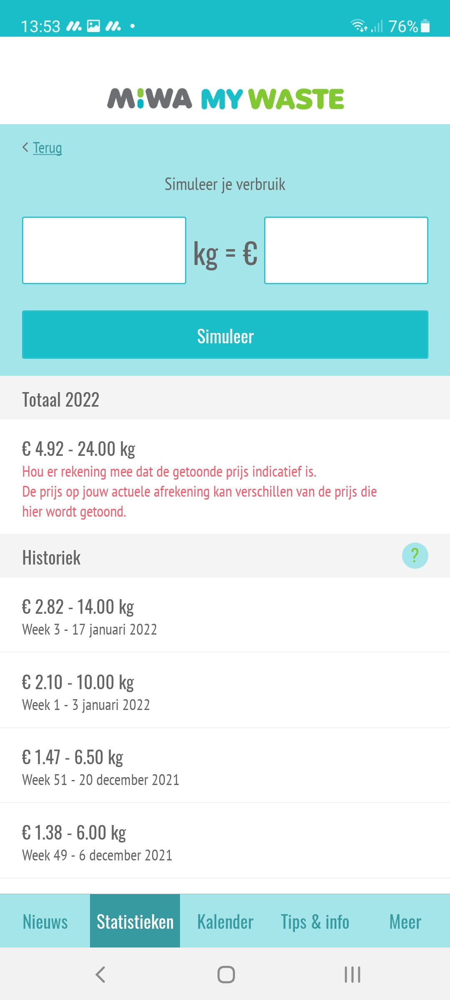 13:53
76%
MIWA MY WASTE
Terug
Simuleer je verbruik
kg = €
Simuleer
Totaal 2022
€ 4.92 - 24.00 kg
Hou er rekening mee dat de getoonde prijs indicatief is.
De prijs op jouw actuele afrekening kan verschillen van de prijs die
hier wordt getoond.
Historiek
?
€ 2.82 - 14.00 kg
Week 3 - 17 januari 2022
€ 2.10 - 10.00 kg
Week 1 - 3 januari 2022
€ 1.47 - 6.50 kg
Week 51 - 20 december 2021
€ 1.38 - 6.00 kg
Week 49 - 6 december 2021
Nieuws Statistieken Kalender Tips & info Meer